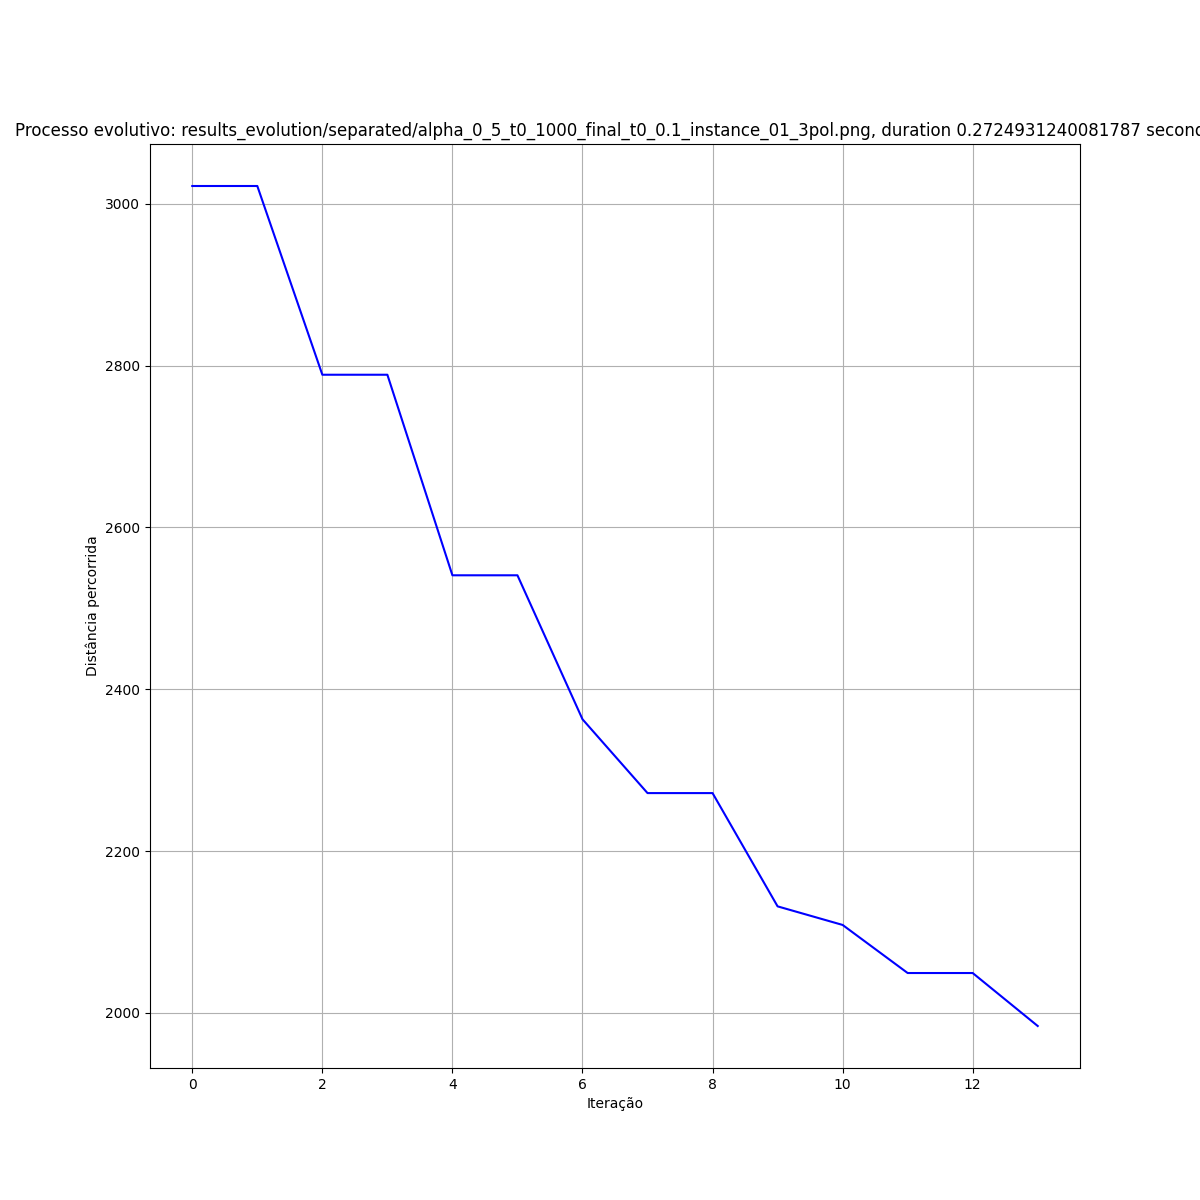 Processo evolutivo: results_evolution/separated/alpha_0_5_t0_1000_final_t0_0.1_instance_01_3pol.png, duration 0.2724931240081787 secon
3000
2800
2600
2400
2200
2000
Distância percorrida
0 2 4 6 8 10 12
Iteração